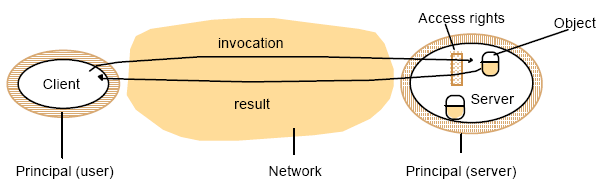 Access rights
Object
invocation
Client
Server
result
Principal (user)
Network
Principal (server)